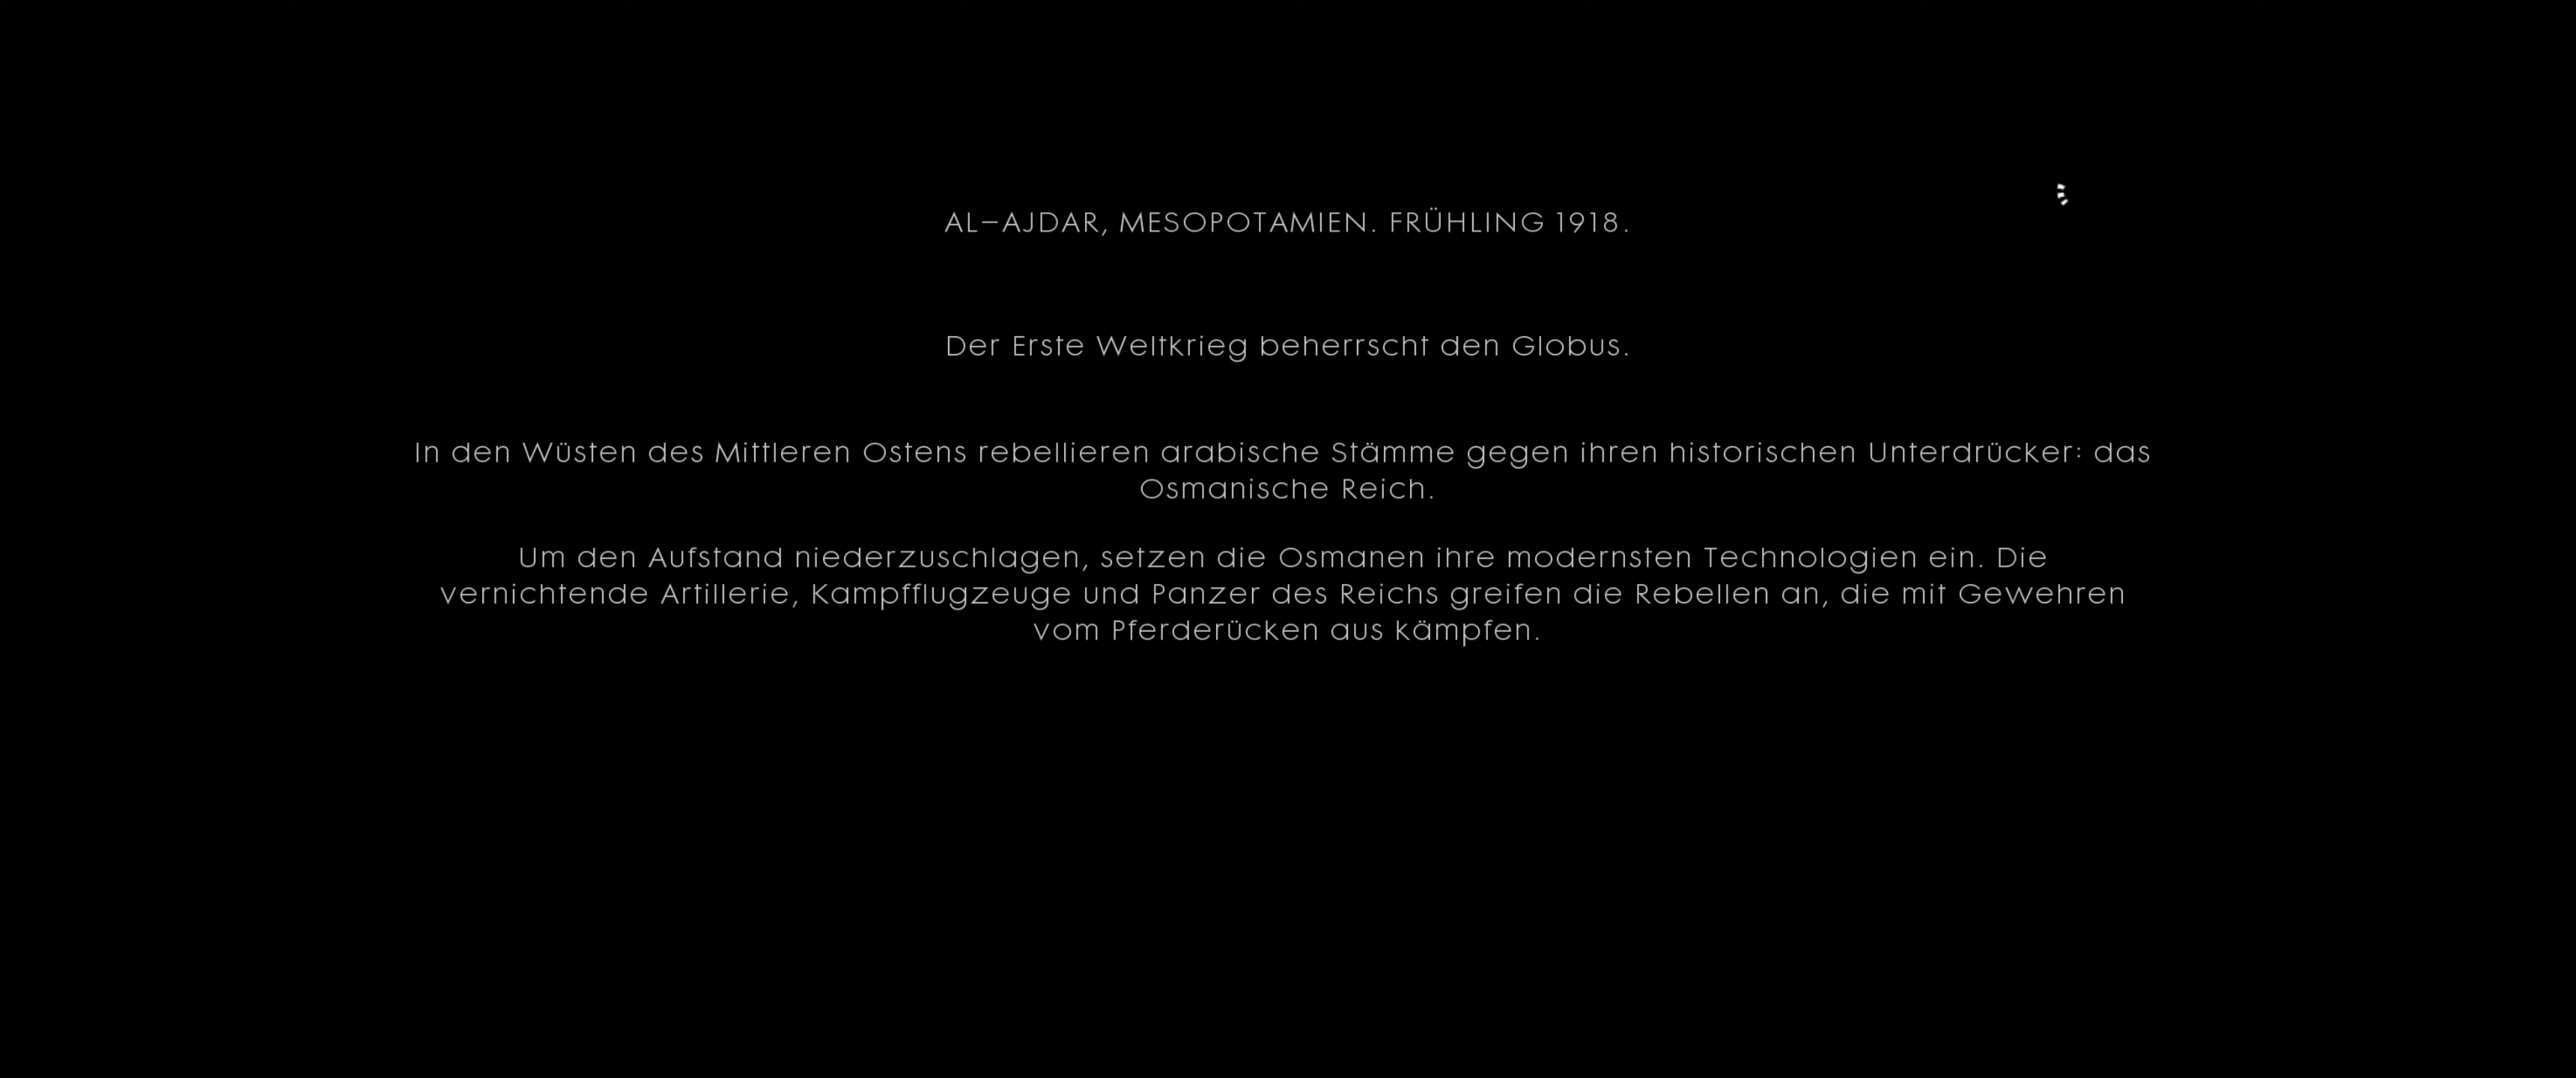 AL-AJDAR, MESOPOTAMIEN. FRÜHLING 1918.
Der Erste Weltkrieg beherrscht den Globus.
In den Wüsten des Mittleren Ostens rebellieren arabische Stämme gegen ihren historischen Unterdrücker: das
Osmanische Reich.
Um den Aufstand niederzuschlagen, setzen die Osmanen ihre modernsten Technologien ein. Die
vernichtende Artillerie, Kampfflugzeuge und Panzer des Reichs greifen die Rebellen an, die mit Gewehren
vom Pferderücken aus kämpfen.